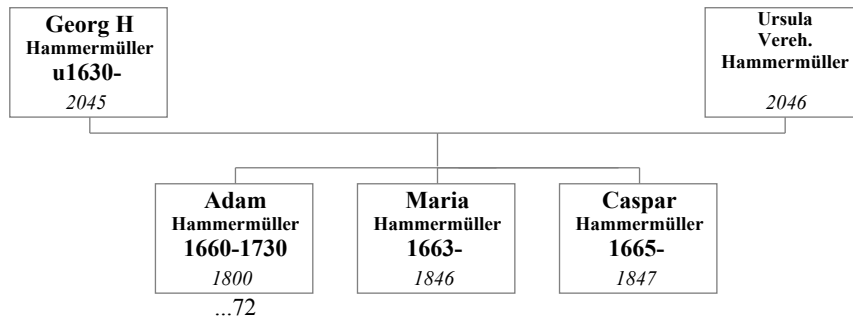 Georg H
Hammermüller
u1630-
2045
Ursula
Vereh.
Hammermüller
2046
Adam
Hammermüller
1660-1730
1800
...72
Maria
Hammermüller
1663-
1846
Caspar
Hammermüller
1665-
1847